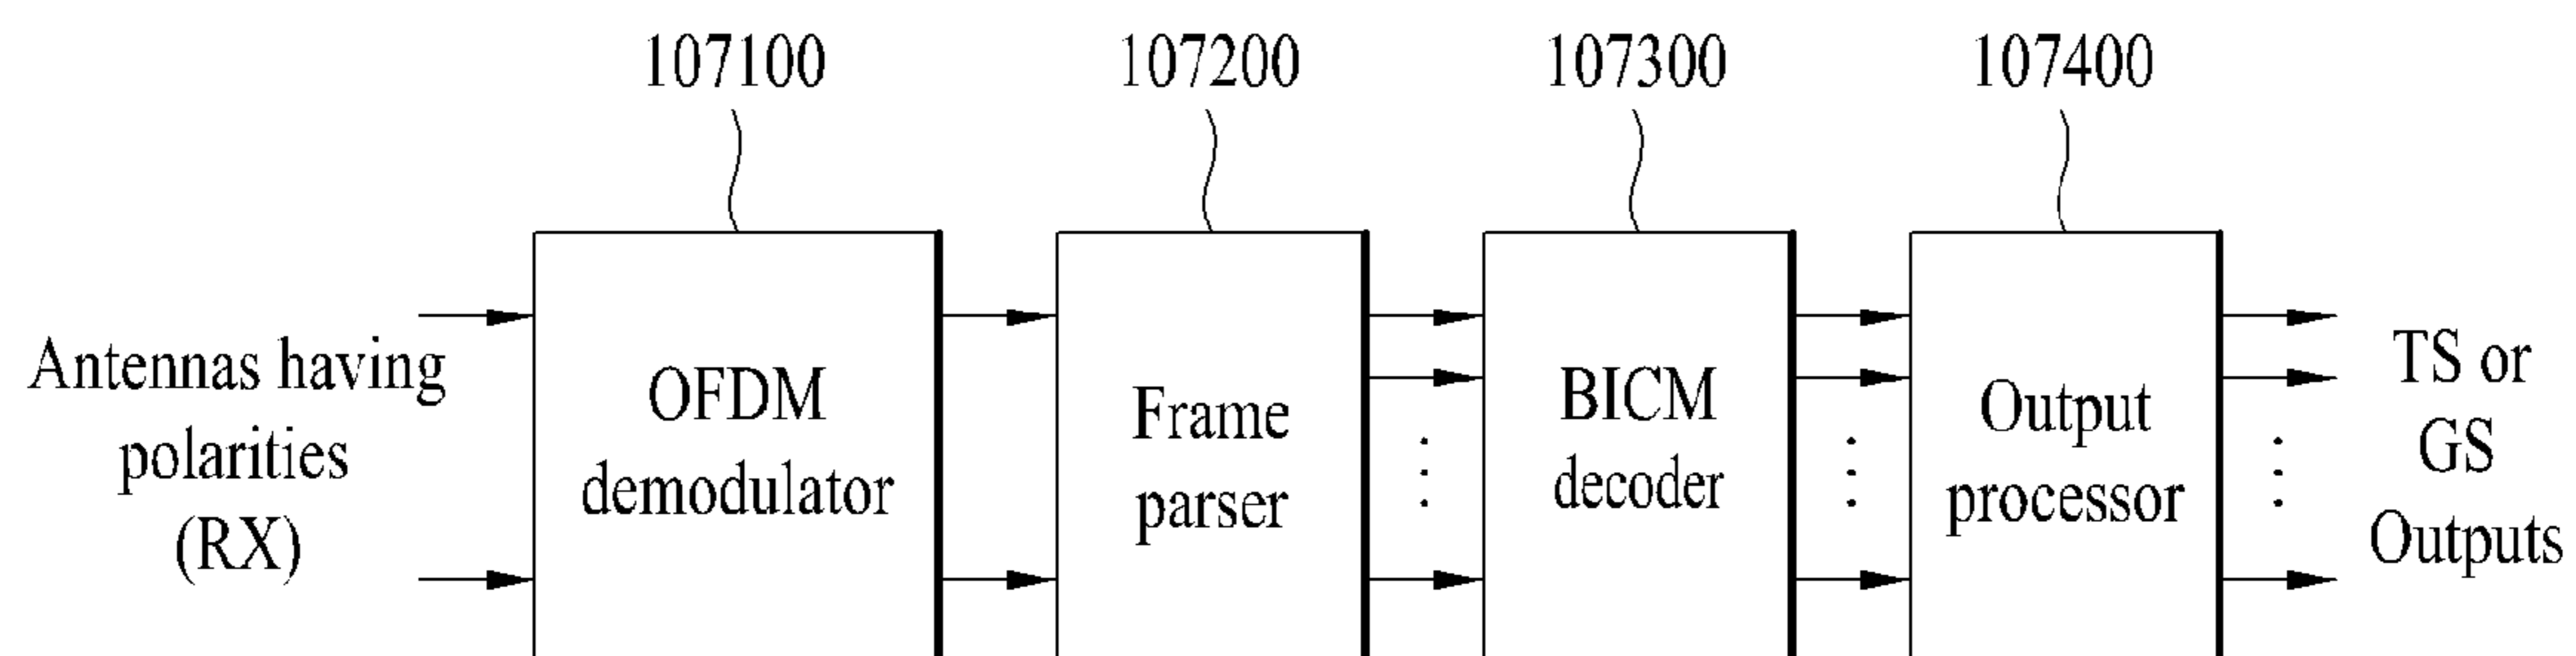 107100
107200
107300
107400
Antennas having
polarities
(RX)
OFDM
demodulator
Frame
parser
BICM
decoder
Output
processor
TS or
GS
Outputs